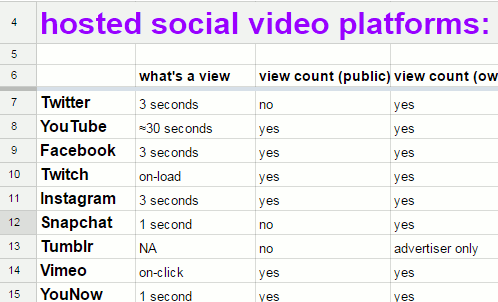 4 hosted social video platforms:
5
6 what's a view view count (public) view count (ow
7 Twitter 3 seconds no yes
8 YouTube ≈30 seconds yes yes
9 Facebook 3 seconds yes yes
10 Twitch on-load yes yes
11 Instagram 3 seconds yes yes
12 Snapchat 1 second no yes
13 Tumblr NA no advertiser only
14 Vimeo on-click yes yes
15 YouNow 1 second yes yes